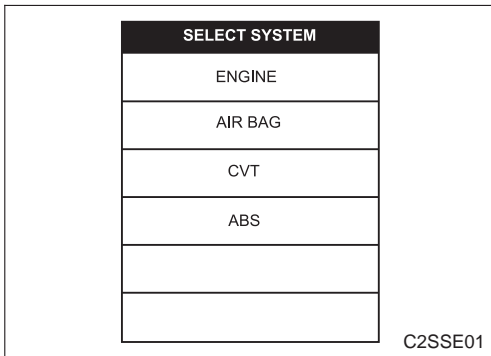 SELECT SYSTEM
ENGINE
AIR BAG
CVT
ABS
C2SSE01